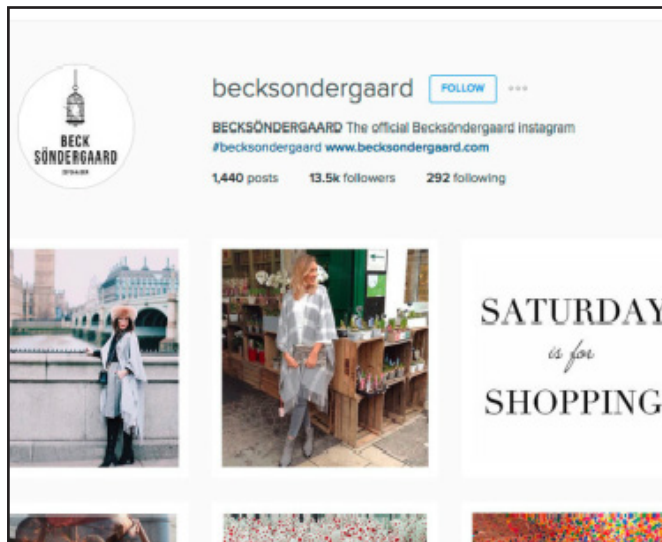 BECK
SÖNDERGAARD
becksondergaard FOLLOW
BECKSÖNDERGAARD The official Becksöndergaard instagram
#becksondergaard www.becksondergaard.com
1,440 posts 13.5k followers 292 following
SATURDAY
is for
SHOPPING